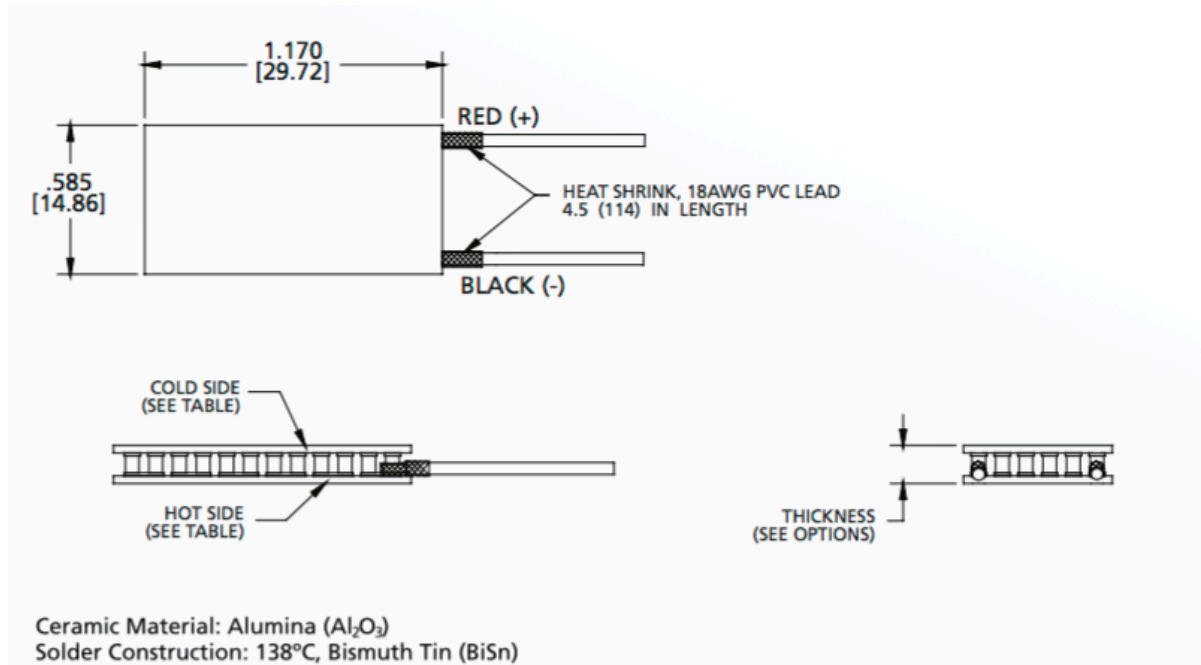 1.170
[29.72]
RED (+)
.585
[14.86]
HEAT SHRINK, 18AWG PVC LEAD
4.5 (114) IN LENGTH
BLACK (-)
COLD SIDE
(SEE TABLE)
HOT SIDE
(SEE TABLE)
THICKNESS
(SEE OPTIONS)
Ceramic Material: Alumina (Al₂O₃)
Solder Construction: 138ºC, Bismuth Tin (BiSn)